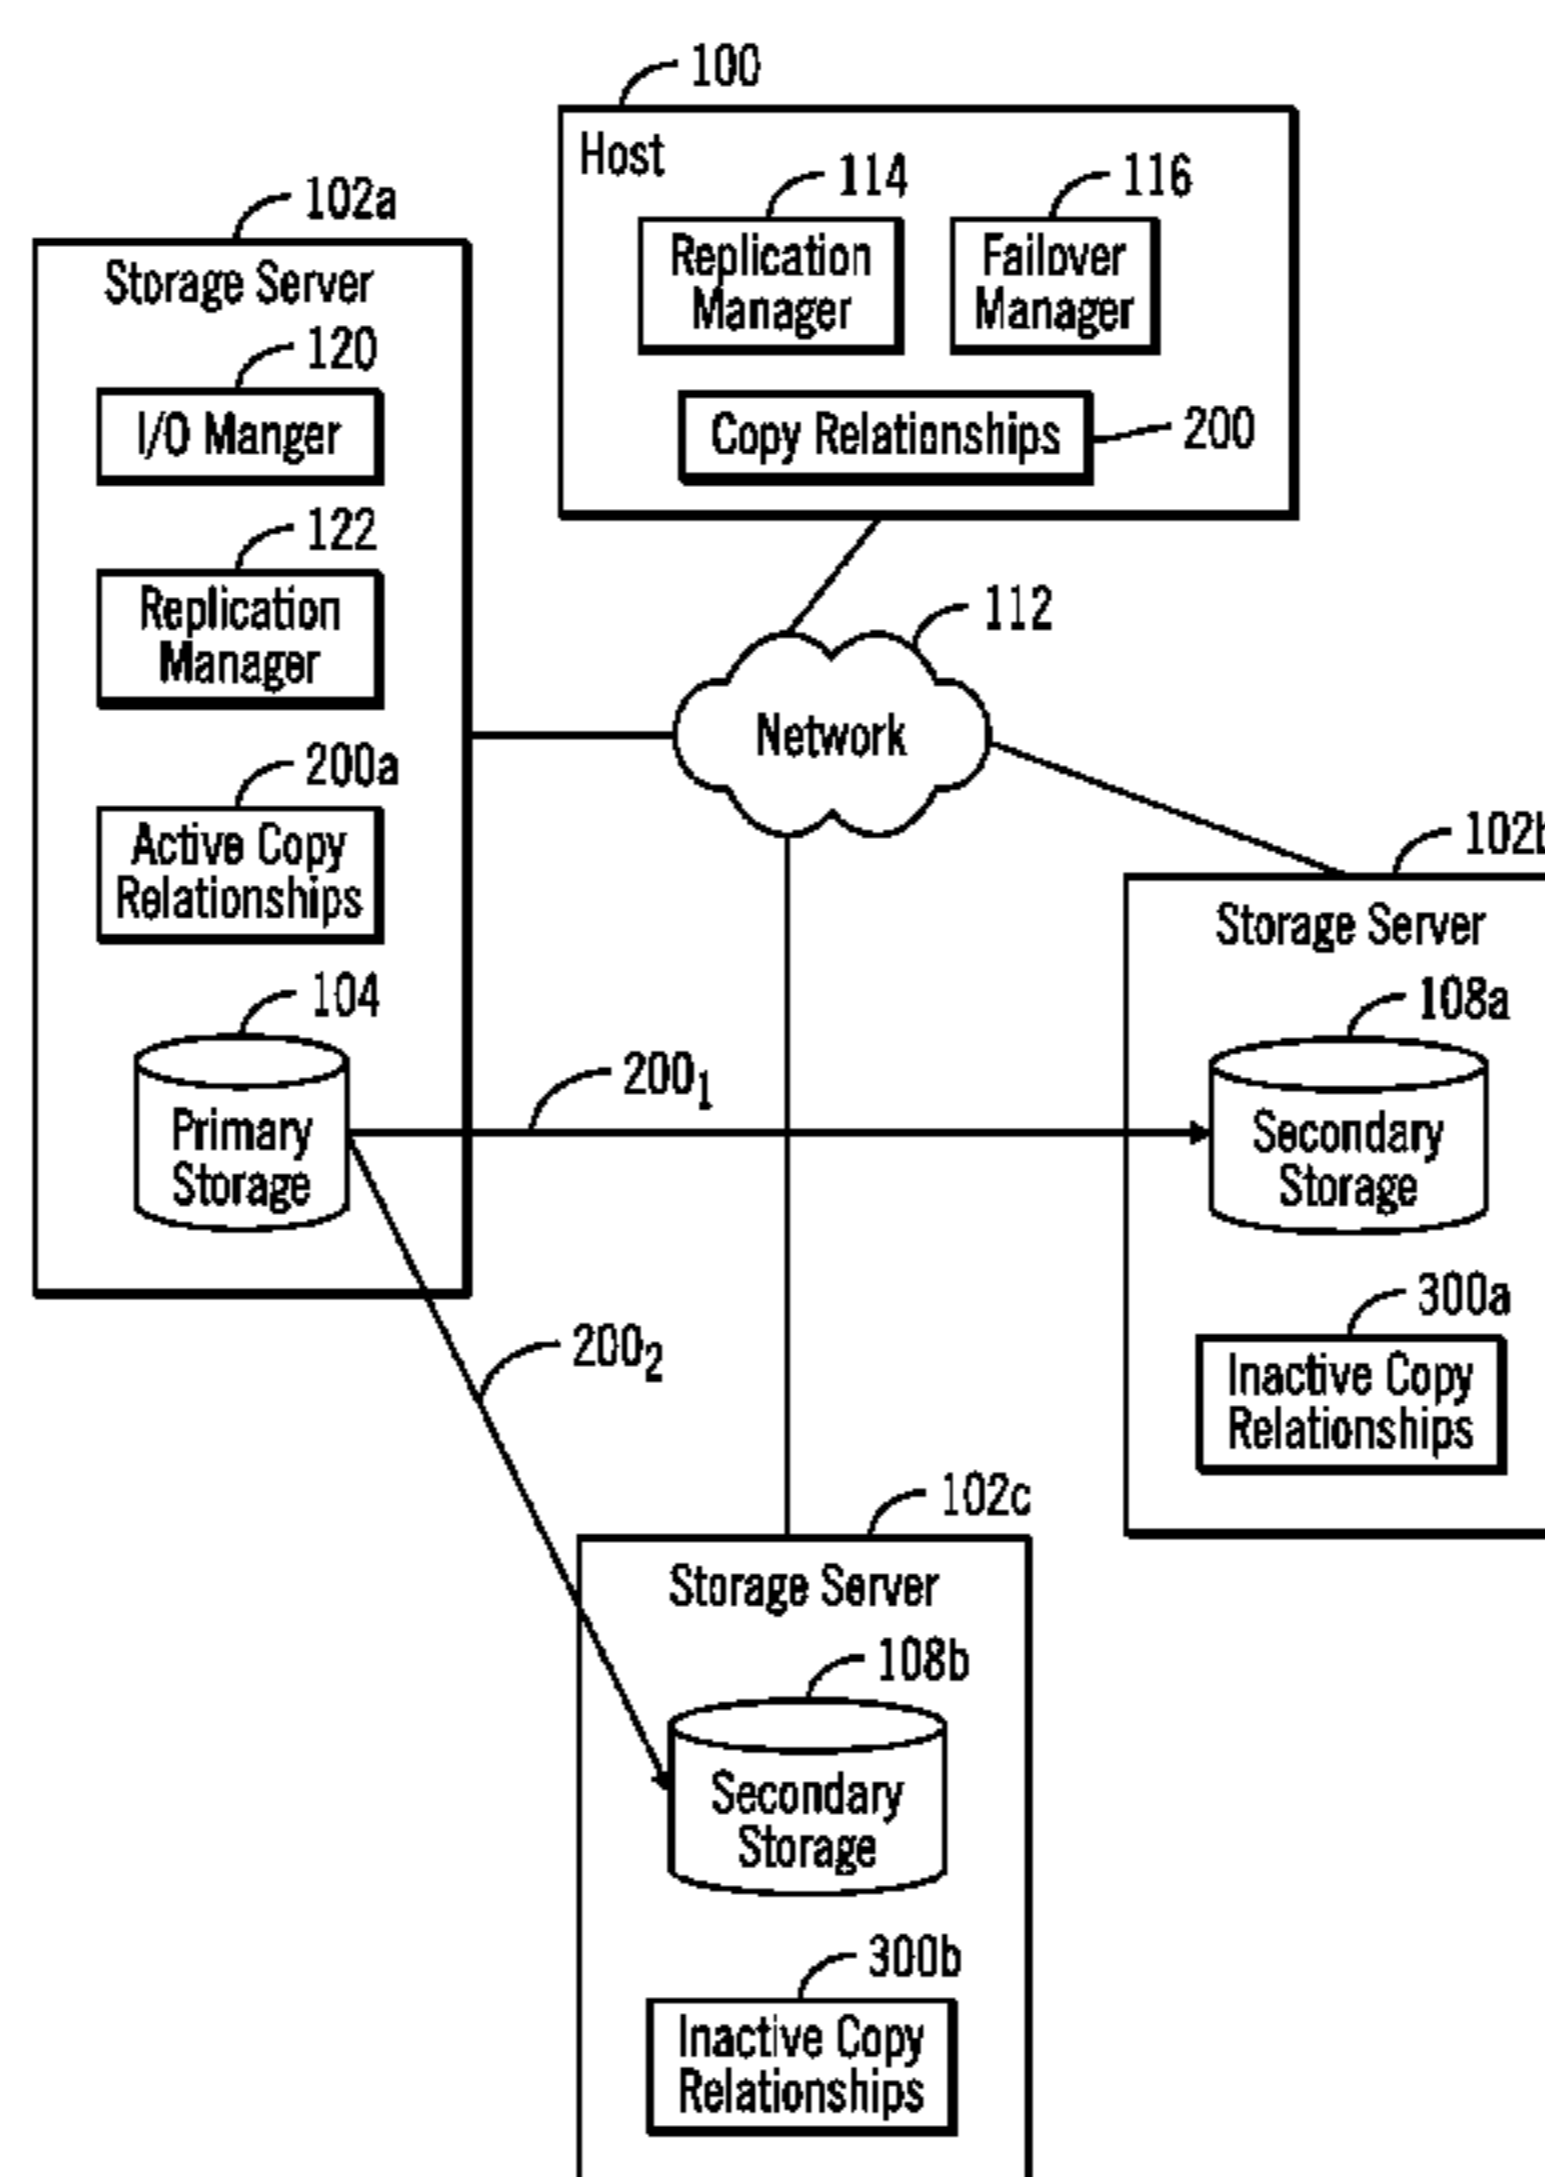 100
Host
114
116
Replication
Manager
Failover
Manager
Copy Relationships
200
102a
Storage Server
120
I/O Manger
122
Replication
Manager
200a
Active Copy
Relationships
104
Primary
Storage
112
Network
200₁
200₂
102b
Storage Server
108a
Secondary
Storage
300a
Inactive Copy
Relationships
102c
Storage Server
108b
Secondary
Storage
300b
Inactive Copy
Relationships